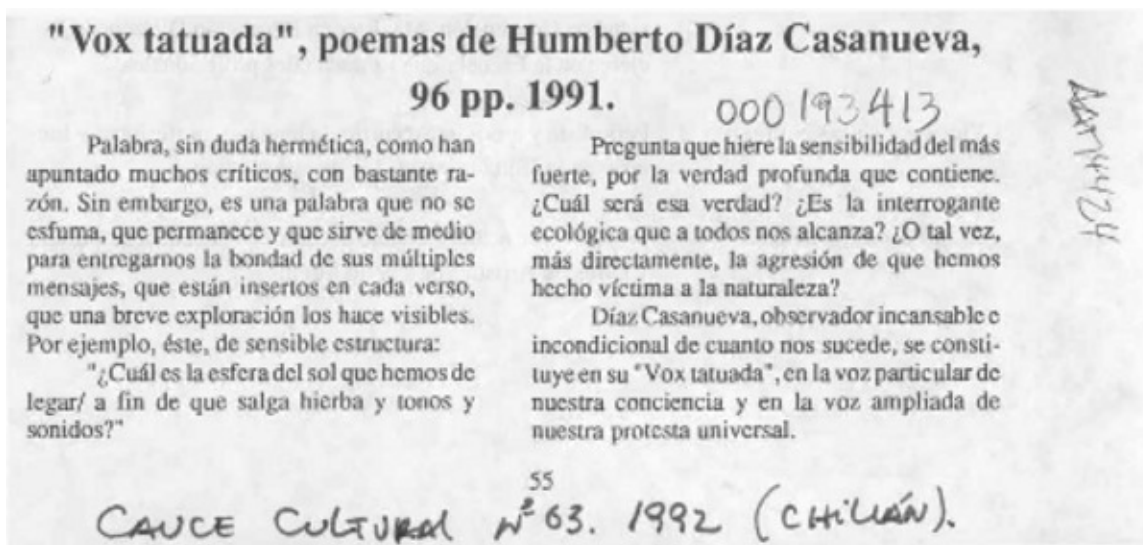 "Vox tatuada", poemas de Humberto Díaz Casanueva,
96 pp. 1991.
000193413
Palabra, sin duda hermética, como han
apuntado muchos críticos, con bastante ra-
zón. Sin embargo, es una palabra que no se
esfuma, que permanece y que sirve de medio
para entregarnos la bondad de sus múltiples
mensajes, que están insertos en cada verso,
que una breve exploración los hace visibles.
Por ejemplo, éste, de sensible estructura:
"¿Cuál es la esfera del sol que hemos de
legar/ a fin de que salga hierba y tonos y
sonidos?"
Pregunta que hiere la sensibilidad del más
fuerte, por la verdad profunda que contiene.
¿Cuál será esa verdad? ¿Es la interrogante
ecológica que a todos nos alcanza? ¿O tal vez,
más directamente, la agresión de que hemos
hecho víctima a la naturaleza?
Díaz Casanueva, observador incansable e
incondicional de cuanto nos sucede, se consti-
tuye en su "Vox tatuada", en la voz particular de
nuestra conciencia y en la voz ampliada de
nuestra protesta universal.
55
CAUCE CULTURAL Nº 63. 1992 (CHILLÁN).